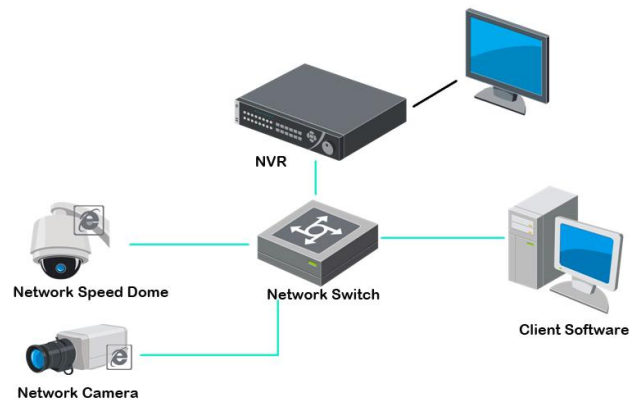 NVR
Network Speed Dome
Network Switch
Client Software
Network Camera